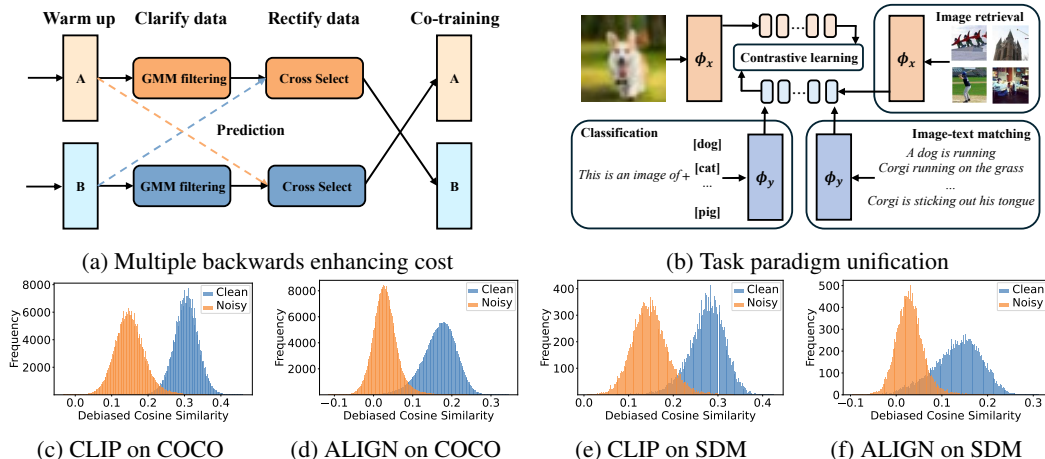 Warm up Clarify data Rectify data Co-training
A GMM filtering Cross Select A
Prediction
B GMM filtering Cross Select B
(a) Multiple backwards enhancing cost
Image retrieval
ϕx Contrastive learning ϕx
Classification
This is an image of +
[dog]
[cat]
...
[pig]
ϕy
ϕy
Image-text matching
A dog is running
Corgi running on the grass
...
Corgi is sticking out his tongue
(b) Task paradigm unification
Frequency
8000
6000
4000
2000
Clean
Noisy
0.0 0.2 0.4
Debiased Cosine Similarity
(c) CLIP on COCO
Frequency
8000
6000
4000
2000
Clean
Noisy
−0.1 0.0 0.1 0.2 0.3
Debiased Cosine Similarity
(d) ALIGN on COCO
Frequency
400
300
200
100
Clean
Noisy
0.0 0.1 0.2 0.3 0.4
Debiased Cosine Similarity
(e) CLIP on SDM
Frequency
500
400
300
200
100
0
Clean
Noisy
−0.1 0.0 0.1 0.2 0.3
Debiased Cosine Similarity
(f) ALIGN on SDM